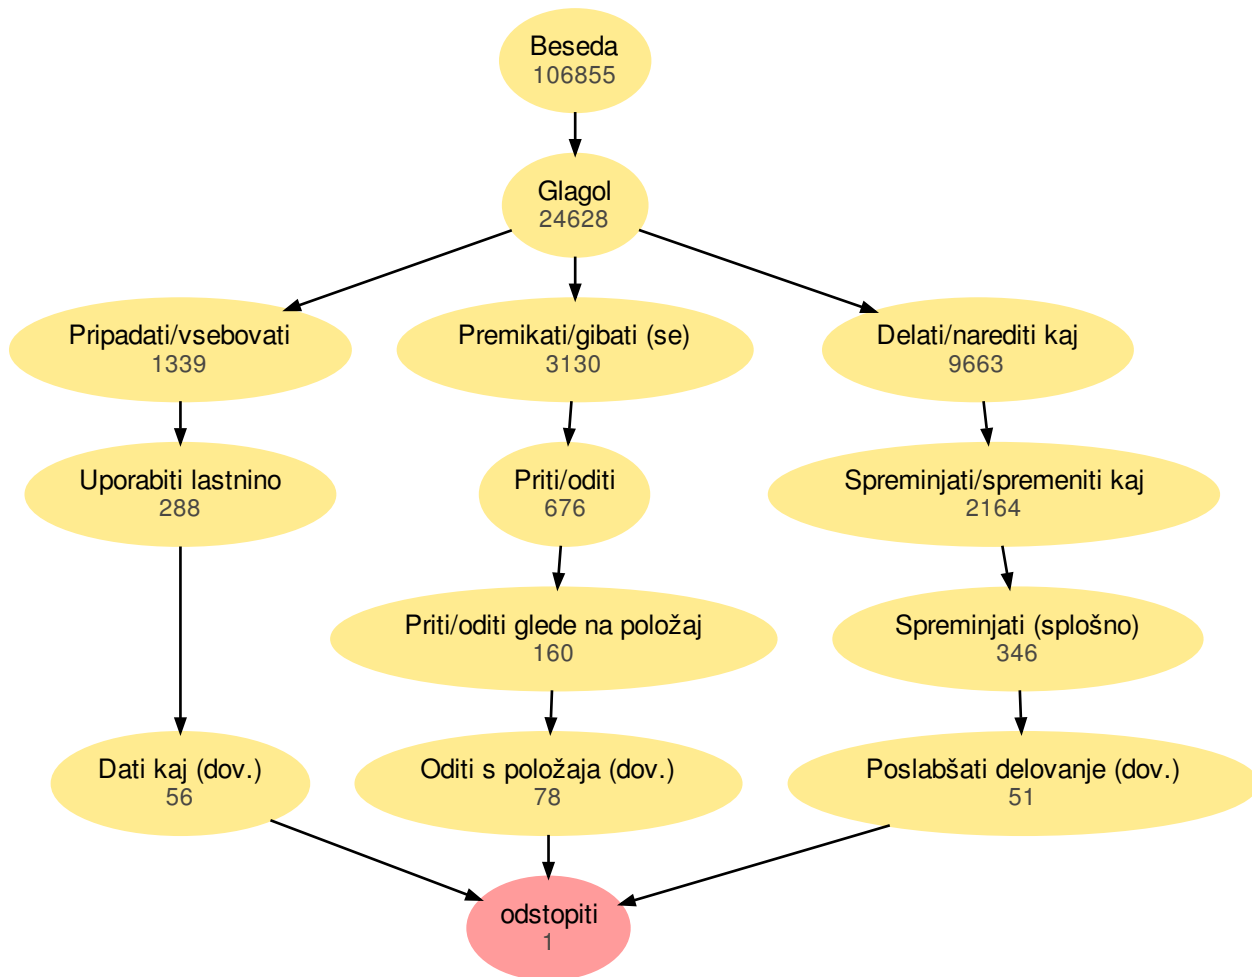 Beseda
106855
Glagol
24628
Pripadati/vsebovati
1339
Premikati/gibati (se)
3130
Delati/narediti kaj
9663
Uporabiti lastnino
288
Priti/oditi
676
Spreminjati/spremeniti kaj
2164
Priti/oditi glede na položaj
160
Spreminjati (splošno)
346
Dati kaj (dov.)
56
Oditi s položaja (dov.)
78
Poslabšati delovanje (dov.)
51
odstopiti
1